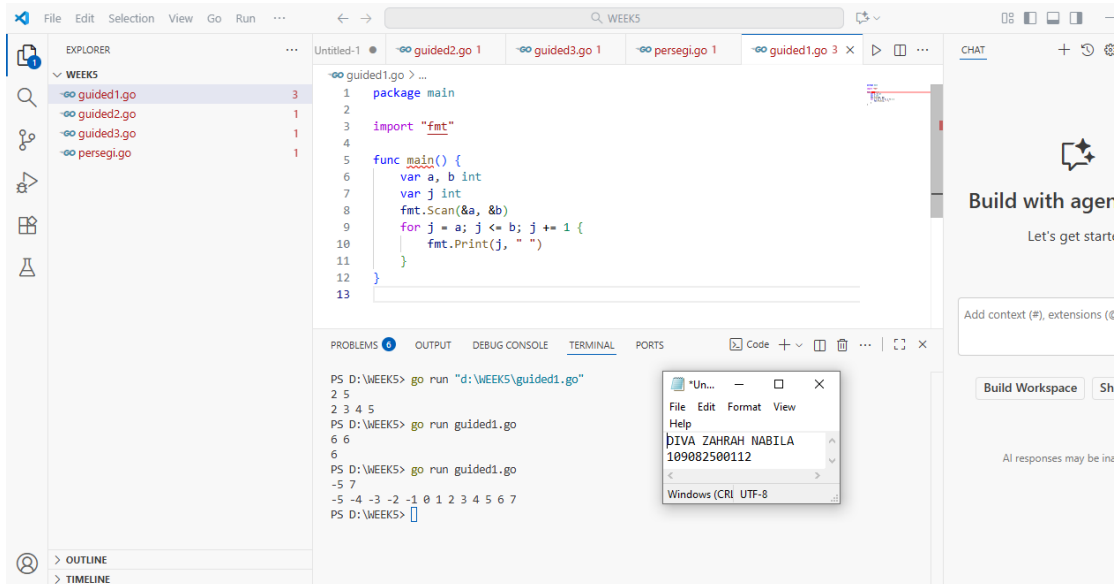 File Edit Selection View Go Run ···
WEEK5
EXPLORER ···
WEEK5
guided1.go 3
guided2.go 1
guided3.go 1
persegi.go 1
OUTLINE
TIMELINE
1
Untitled-1 guided2.go 1 guided3.go 1 persegi.go 1 guided1.go 3
guided1.go > ...
1 package main
2
3 import "fmt"
4
5 func main() {
6 var a, b int
7 var j int
8 fmt.Scan(&a, &b)
9 for j = a; j <= b; j += 1 {
10 fmt.Print(j, " ")
11 }
12 }
13
PROBLEMS 6 OUTPUT DEBUG CONSOLE TERMINAL PORTS Code
PS D:\WEEK5> go run "d:\WEEK5\guided1.go"
2 5
2 3 4 5
PS D:\WEEK5> go run guided1.go
6 6
6
PS D:\WEEK5> go run guided1.go
-5 7
-5 -4 -3 -2 -1 0 1 2 3 4 5 6 7
PS D:\WEEK5>
*Un...
File Edit Format View
Help
DIVA ZAHRAH NABILA
109082500112
Windows (CRL UTF-8
CHAT
Build with agen
Let's get starte
Add context (#), extensions (@
Build Workspace Sh
AI responses may be ina